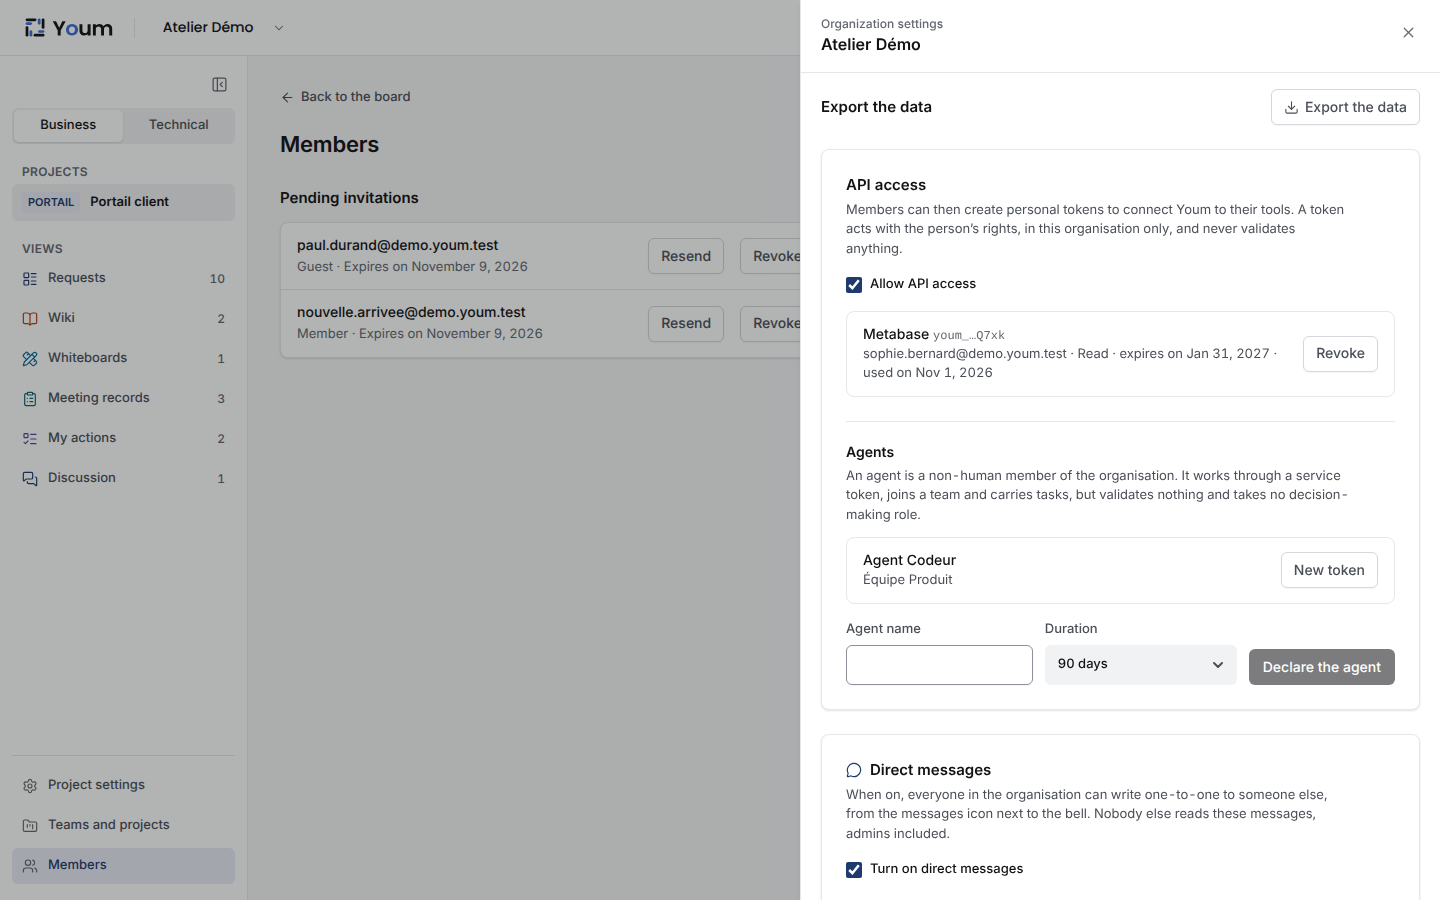 Youm
Atelier Démo
Business
Technical
PROJECTS
PORTAIL Portail client
VIEWS
Requests 10
Wiki 2
Whiteboards 1
Meeting records 3
My actions 2
Discussion 1
Project settings
Teams and projects
Members
Back to the board
Members
Pending invitations
paul.durand@demo.youm.test
Guest · Expires on November 9, 2026
Resend
Revoke
nouvelle.arrivee@demo.youm.test
Member · Expires on November 9, 2026
Resend
Revoke
Organization settings
Atelier Démo
Export the data
Export the data
API access
Members can then create personal tokens to connect Youm to their tools. A token
acts with the person’s rights, in this organisation only, and never validates
anything.
Allow API access
Metabase youm_…Q7xk
sophie.bernard@demo.youm.test · Read · expires on Jan 31, 2027 ·
used on Nov 1, 2026
Revoke
Agents
An agent is a non-human member of the organisation. It works through a service
token, joins a team and carries tasks, but validates nothing and takes no decision-
making role.
Agent Codeur
Équipe Produit
New token
Agent name
Duration
90 days
Declare the agent
Direct messages
When on, everyone in the organisation can write one-to-one to someone else,
from the messages icon next to the bell. Nobody else reads these messages,
admins included.
Turn on direct messages